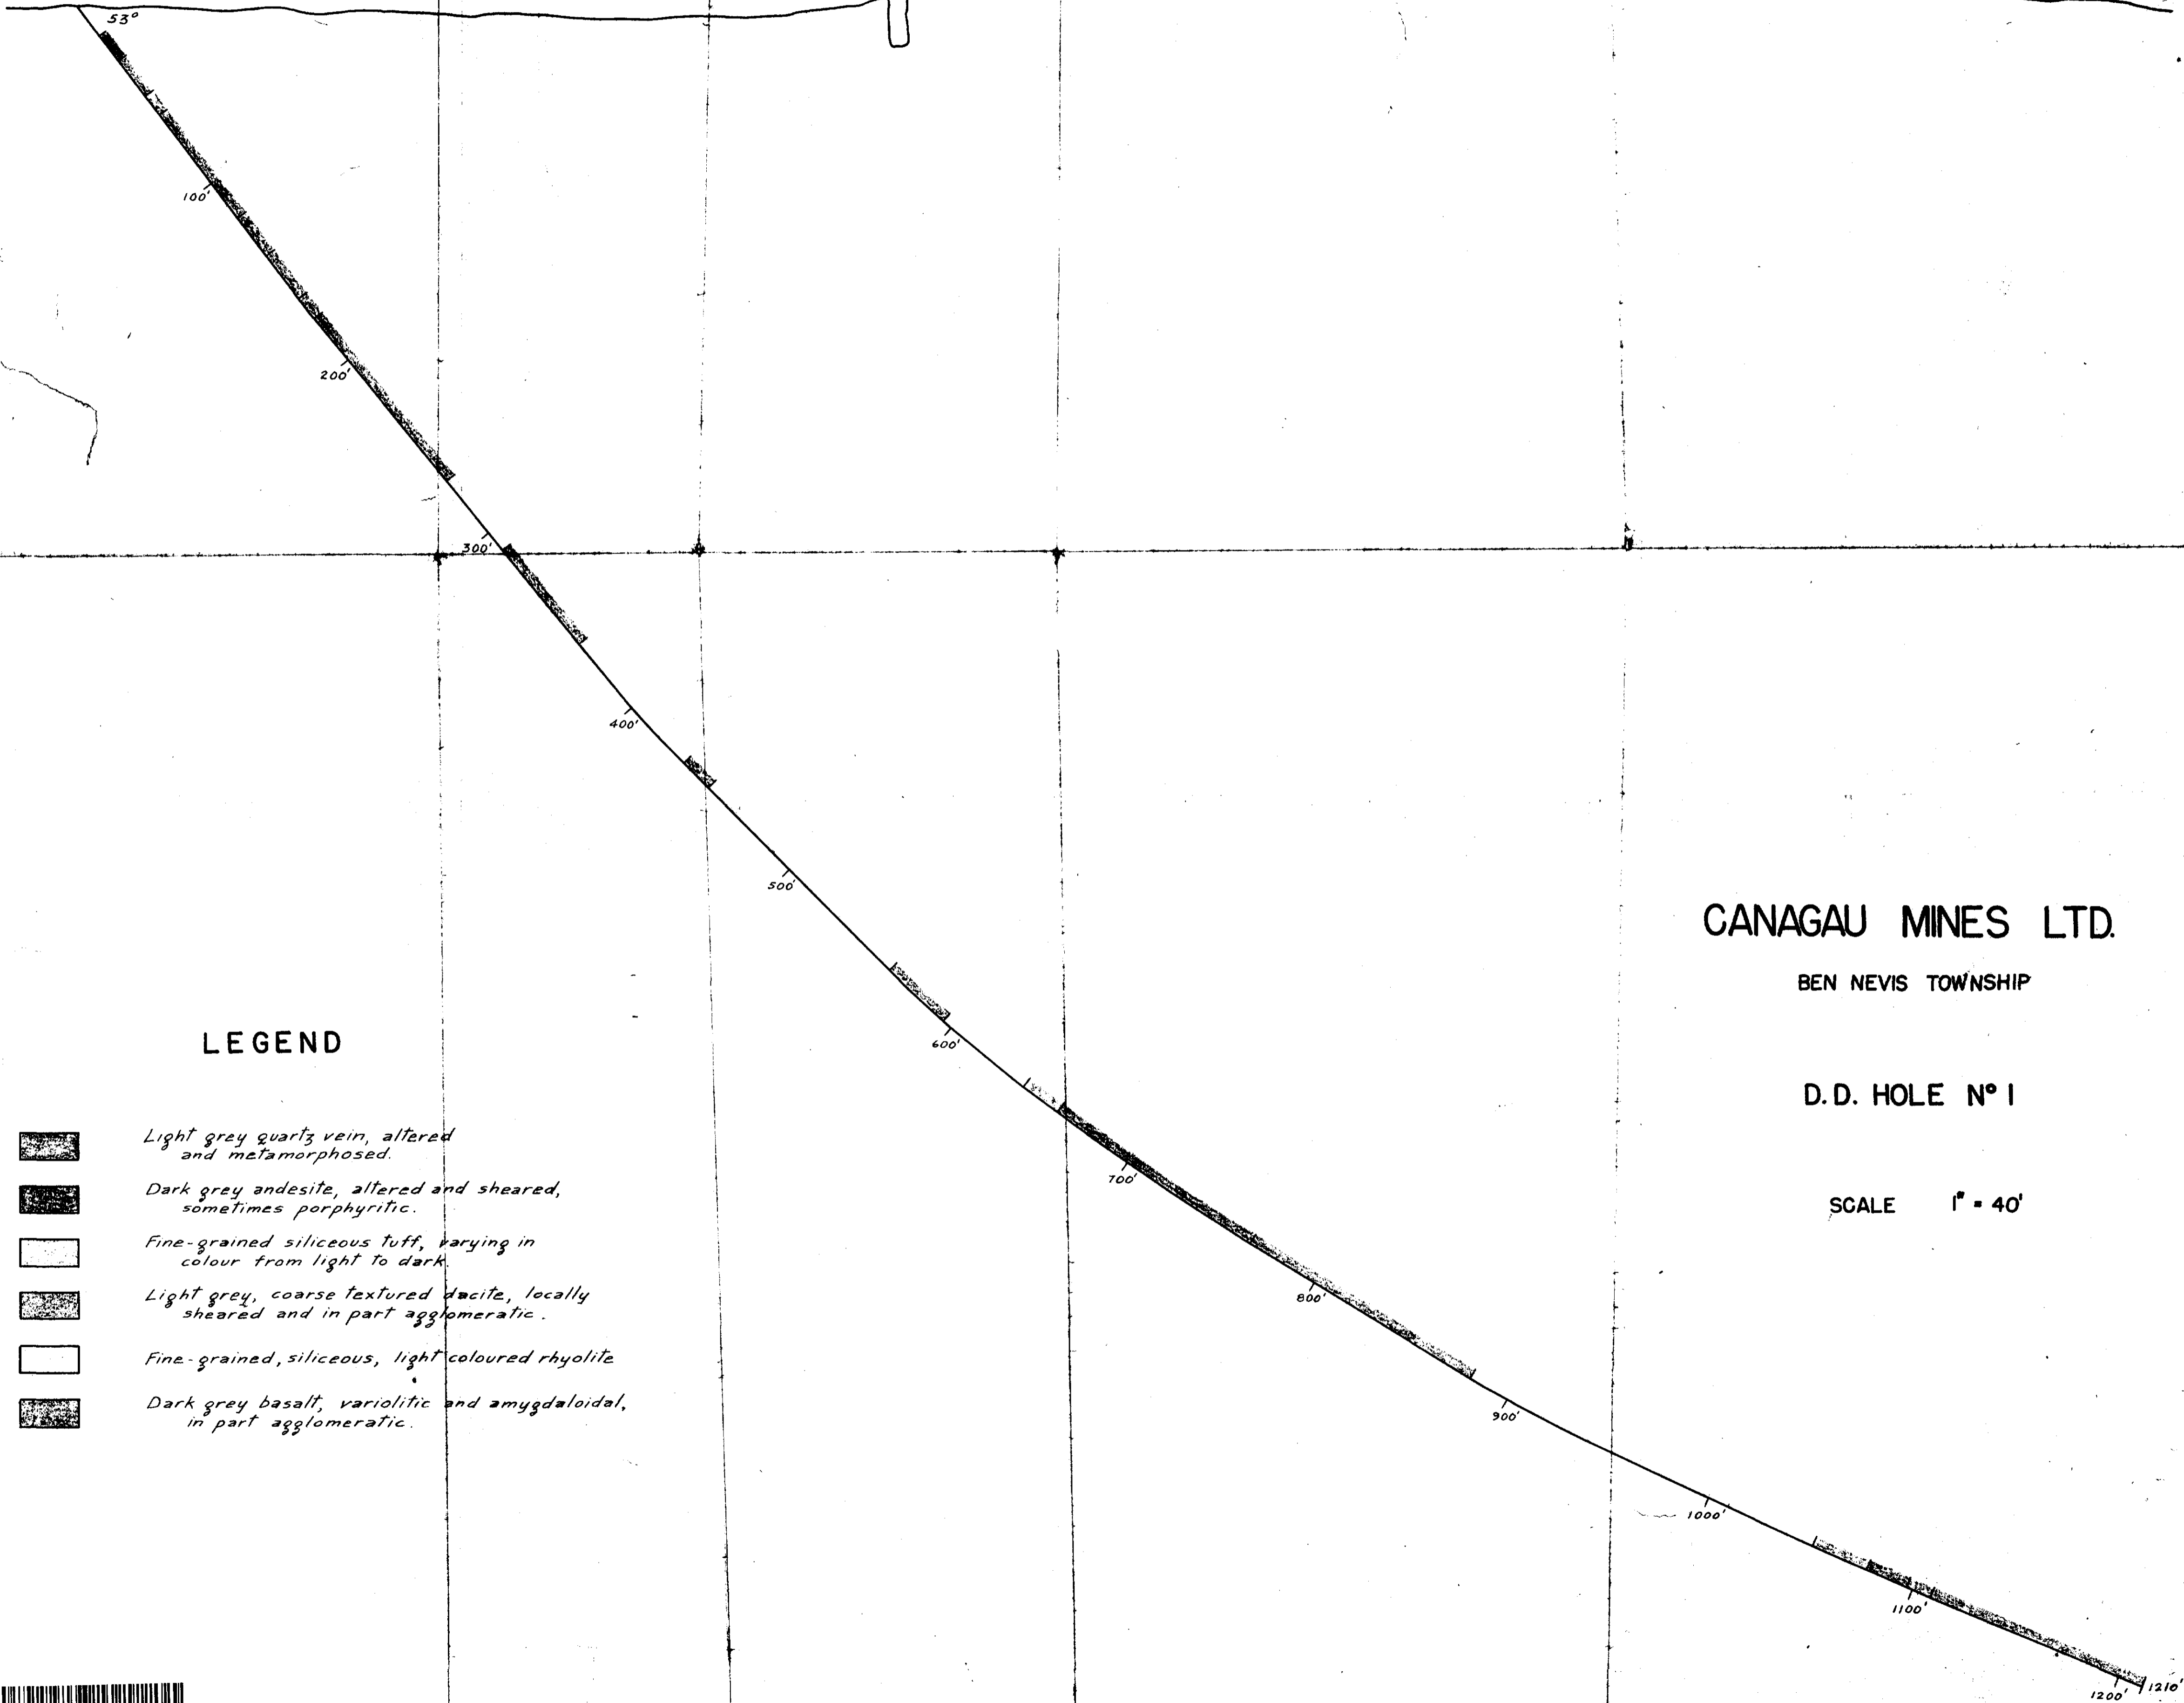 53°
100'
200'
300'
400'
500'
600'
700'
800'
900'
1000'
1100'
1200'
1210'
CANAGAU MINES LTD.
BEN NEVIS TOWNSHIP
D.D. HOLE Nº 1
SCALE 1" = 40'
LEGEND
Light grey quartz vein, altered
and metamorphosed.
Dark grey andesite, altered and sheared,
sometimes porphyritic.
Fine-grained siliceous tuff, varying in
colour from light to dark.
Light grey, coarse textured dacite, locally
sheared and in part agglomeratic.
Fine-grained, siliceous, light coloured rhyolite
Dark grey basalt, variolitic and amygdaloidal,
in part agglomeratic.